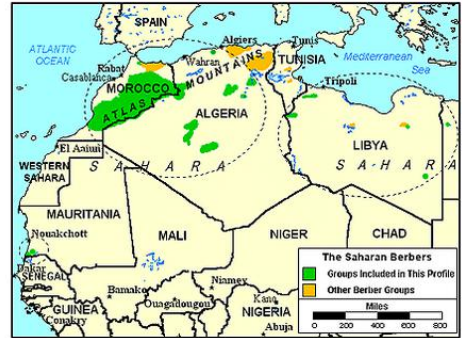 SPAIN
ATLANTIC
OCEAN
Algiers
Tunis
Mediterranean
Sea
Rabat
Wahran
Casablanca
TUNISIA
MOROCCO
MOUNTAINS
Tripoli
ATLAS
ALGERIA
LIBYA
El Aaiun
SAHARA
SAHARA
WESTERN
SAHARA
MAURITANIA
Nouakchott
MALI
NIGER
CHAD
Dakar
SENEGAL
Bamako
Niamey
Ouagadougou
Kano
GUINEA
Conakry
NIGERIA
Abuja
The Saharan Berbers
Groups Included in This Profile
Other Berber Groups
Miles
0 200 400 600 800